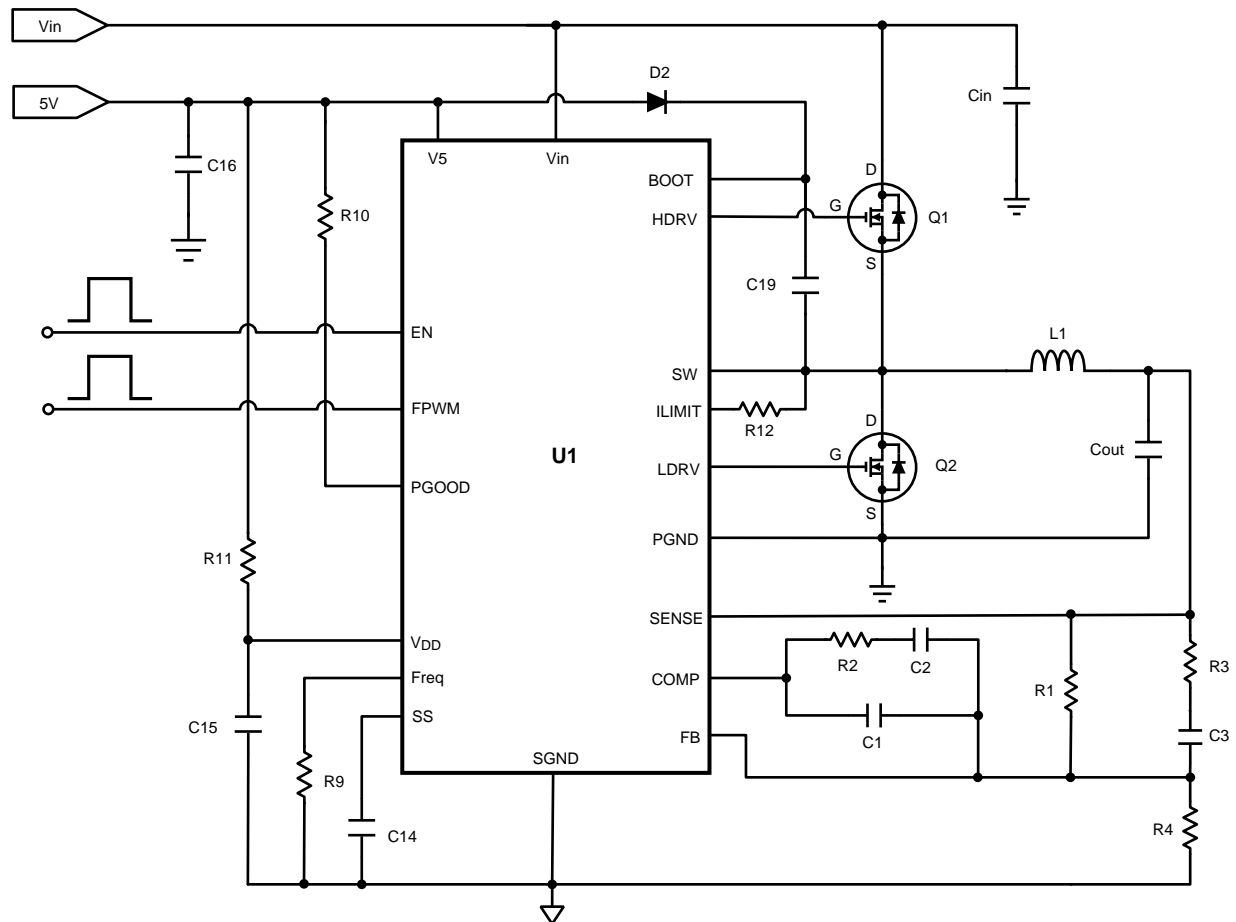 Vin
5V
D2
Cin
C16
V5
Vin
BOOT
HDRV
D
G
Q1
S
R10
C19
EN
L1
SW
FPWM
ILIMIT
R12
D
G
Q2
S
U1
LDRV
Cout
PGOOD
PGND
R11
SENSE
VDD
R2
C2
R3
Freq
COMP
R1
SS
C15
C1
FB
C3
SGND
R9
C14
R4